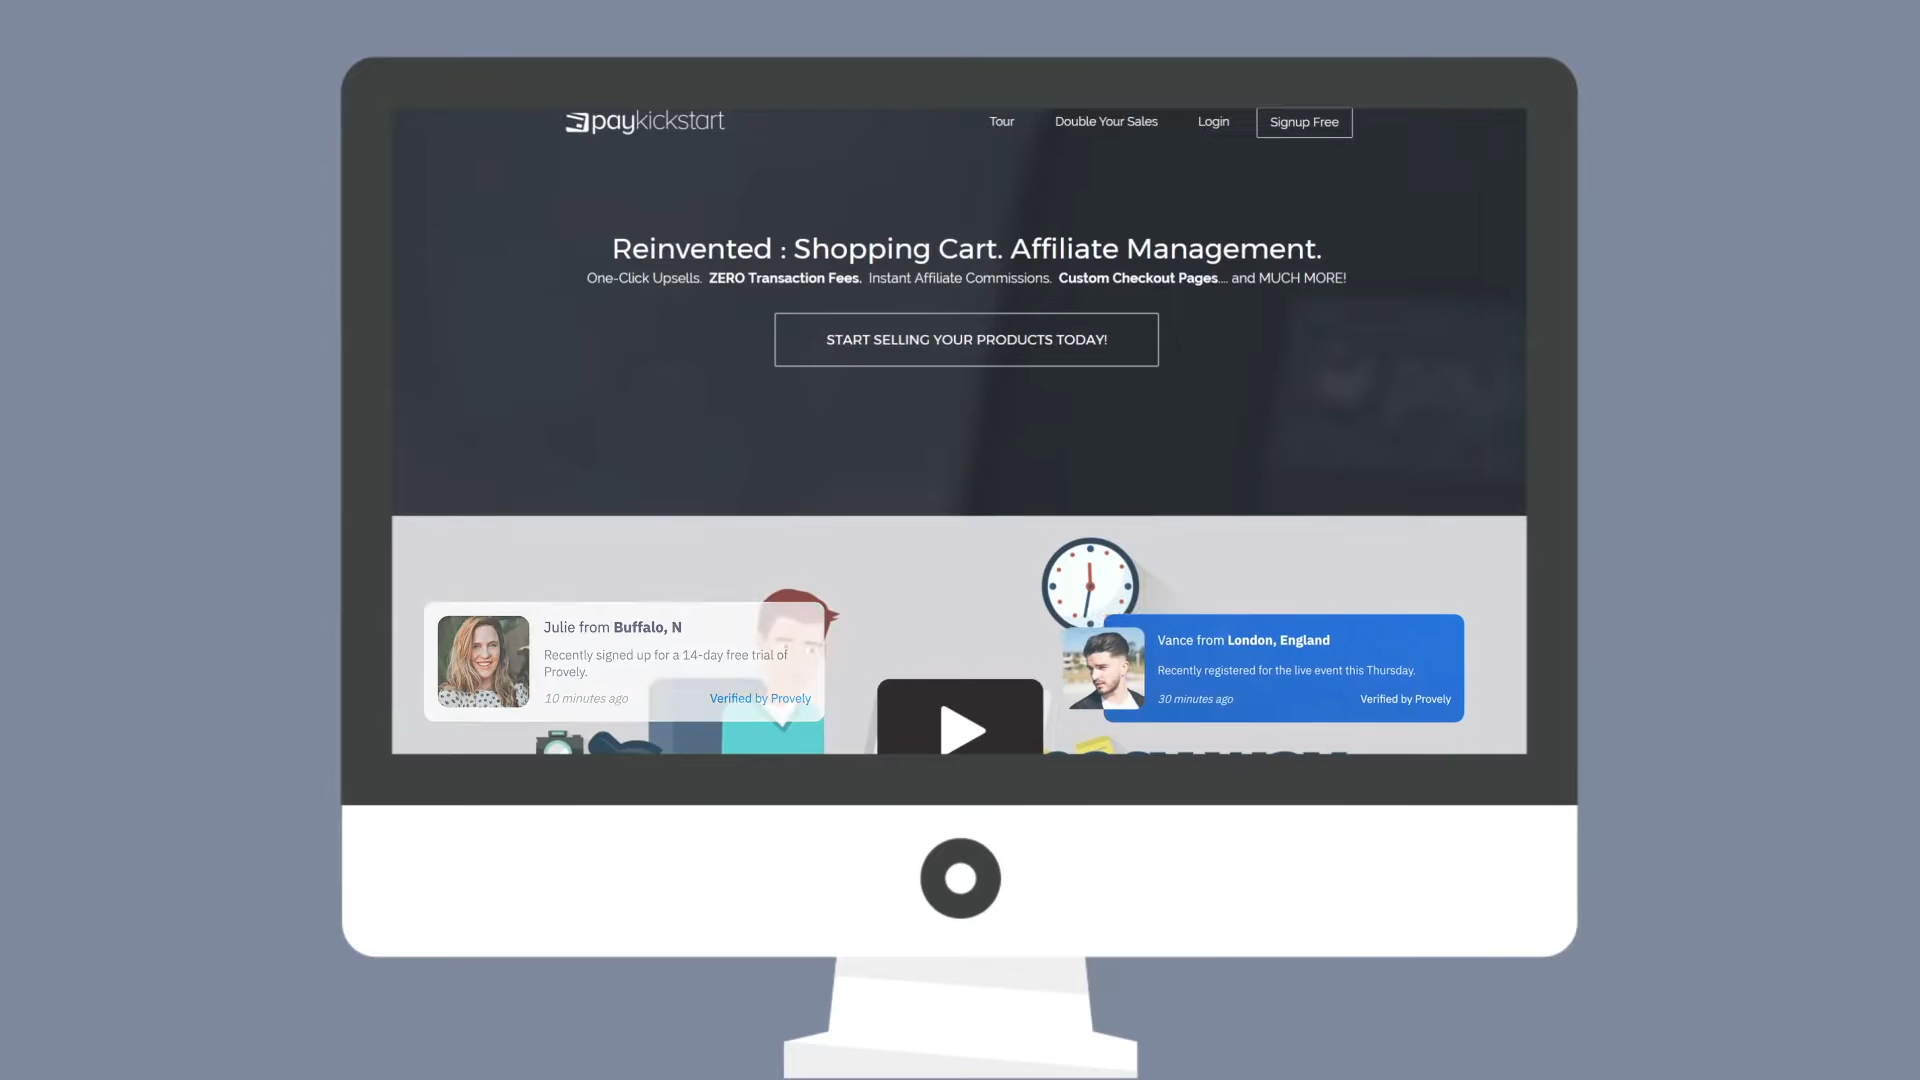 paykickstart
Tour
Double Your Sales
Login
Signup Free
Reinvented : Shopping Cart. Affiliate Management.
One-Click Upsells. ZERO Transaction Fees. Instant Affiliate Commissions. Custom Checkout Pages.... and MUCH MORE!
START SELLING YOUR PRODUCTS TODAY!
Julie from Buffalo, N
Recently signed up for a 14-day free trial of
Provely.
10 minutes ago
Verified by Provely
Vance from London, England
Recently registered for the live event this Thursday.
30 minutes ago
Verified by Provely